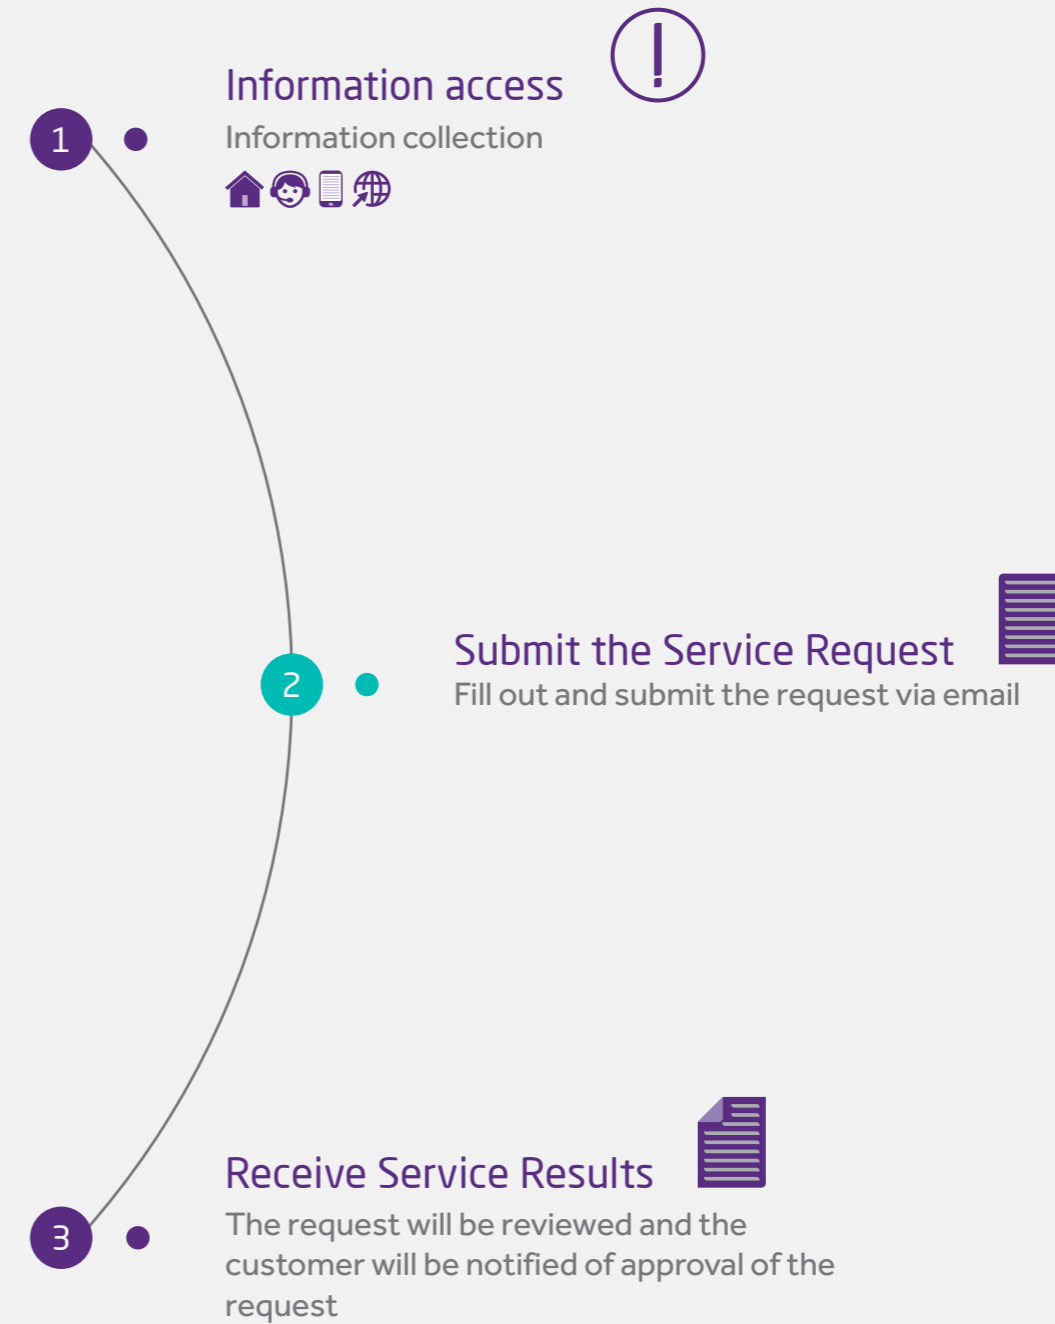 Information access
1
Information collection
Submit the Service Request
2
Fill out and submit the request via email
Receive Service Results
3
The request will be reviewed and the
customer will be notified of approval of the
request